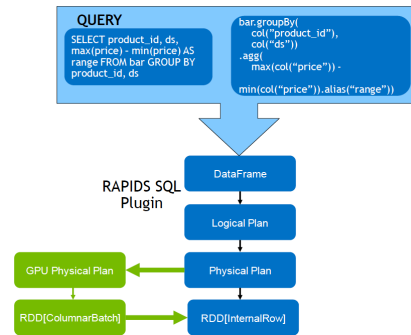 QUERY
SELECT product_id, ds,
max(price) – min(price) AS
range FROM bar GROUP BY
product_id, ds
bar.groupBy(
col(“product_id”),
col(“ds”))
.agg(
max(col(“price”)) -
min(col(“price”)).alias(“range”))
DataFrame
RAPIDS SQL
Plugin
Logical Plan
GPU Physical Plan
Physical Plan
RDD[ColumnarBatch]
RDD[InternalRow]